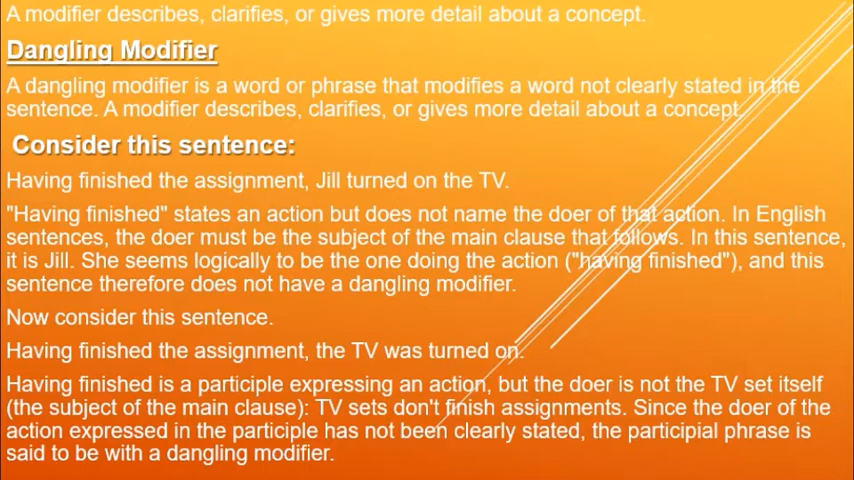 A modifier describes, clarifies, or gives more detail about a concept.
Dangling Modifier
A dangling modifier is a word or phrase that modifies a word not clearly stated in the
sentence. A modifier describes, clarifies, or gives more detail about a concept.
Consider this sentence:
Having finished the assignment, Jill turned on the TV.
"Having finished" states an action but does not name the doer of that action. In English
sentences, the doer must be the subject of the main clause that follows. In this sentence,
it is Jill. She seems logically to be the one doing the action ("having finished"), and this
sentence therefore does not have a dangling modifier.
Now consider this sentence.
Having finished the assignment, the TV was turned on.
Having finished is a participle expressing an action, but the doer is not the TV set itself
(the subject of the main clause): TV sets don't finish assignments. Since the doer of the
action expressed in the participle has not been clearly stated, the participial phrase is
said to be with a dangling modifier.